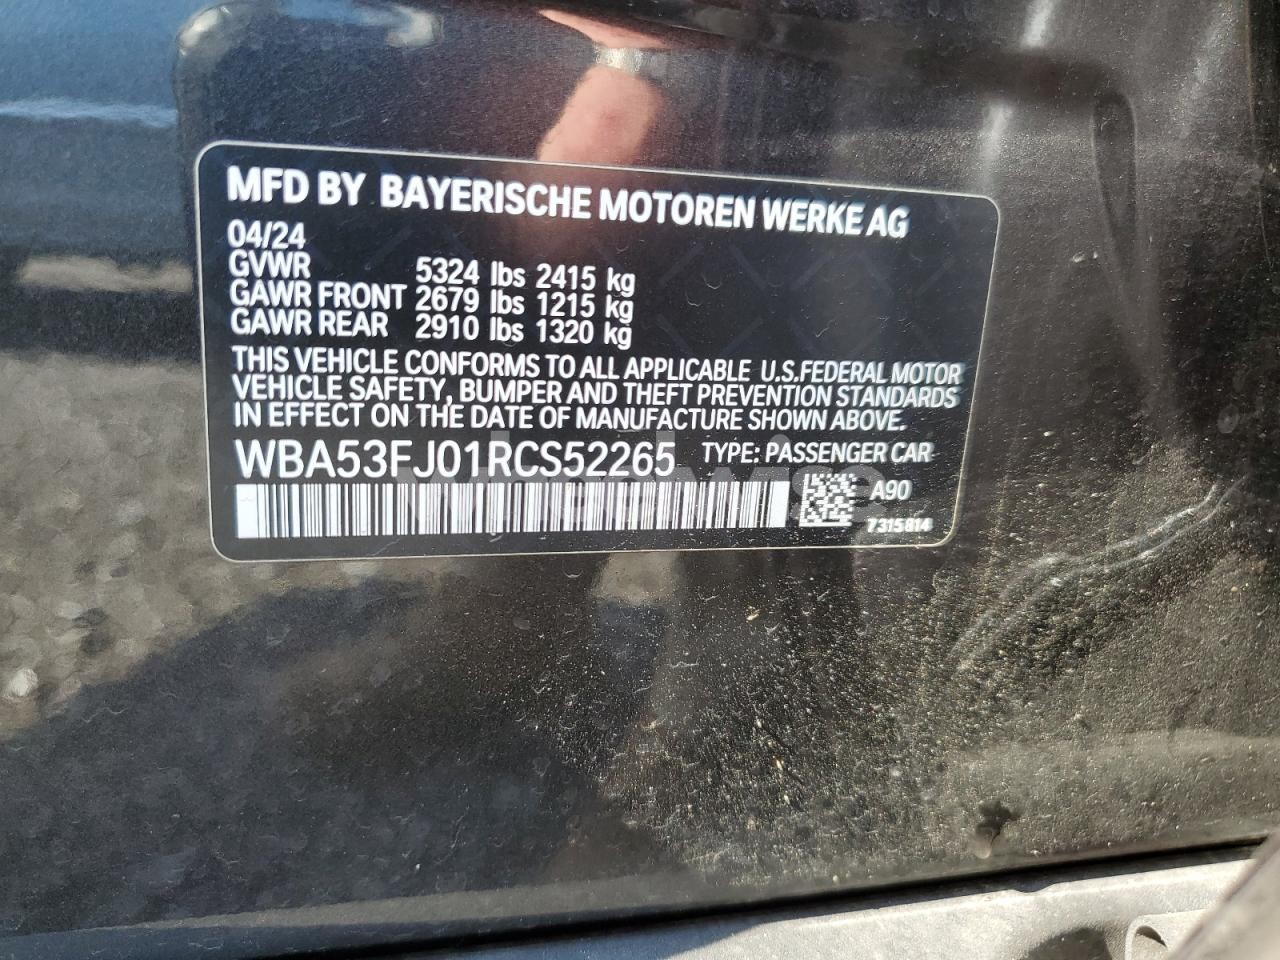 MFD BY BAYERISCHE MOTOREN WERKE AG
04/24
GVWR 5324 lbs 2415 kg
GAWR FRONT 2679 lbs 1215 kg
GAWR REAR 2910 lbs 1320 kg
THIS VEHICLE CONFORMS TO ALL APPLICABLE U.S.FEDERAL MOTOR
VEHICLE SAFETY, BUMPER AND THEFT PREVENTION STANDARDS
IN EFFECT ON THE DATE OF MANUFACTURE SHOWN ABOVE.
WBA53FJ01RCS52265 TYPE: PASSENGER CAR
A90
7315814
wheelwise